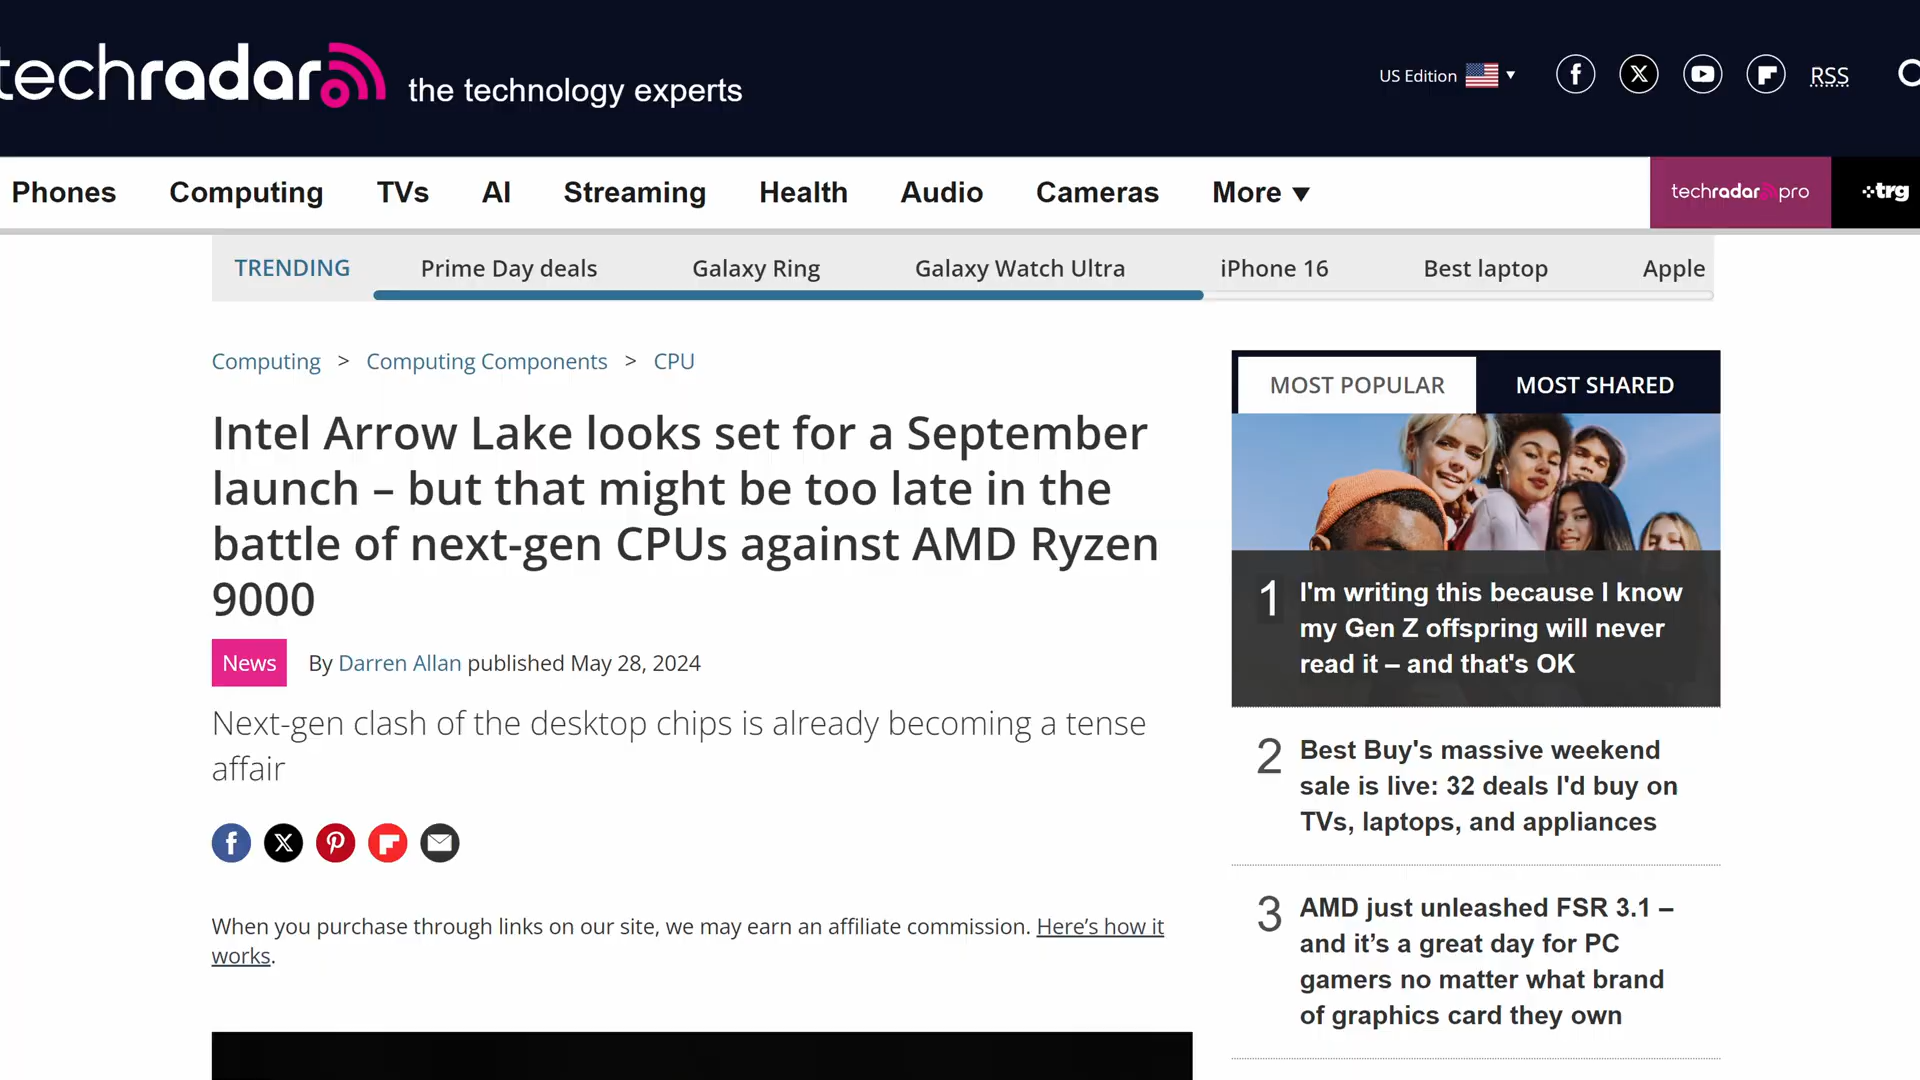 techradar the technology experts
US Edition
RSS
Phones Computing TVs AI Streaming Health Audio Cameras More
techradar pro
trg
TRENDING Prime Day deals Galaxy Ring Galaxy Watch Ultra iPhone 16 Best laptop Apple
Computing > Computing Components > CPU
Intel Arrow Lake looks set for a September
launch – but that might be too late in the
battle of next-gen CPUs against AMD Ryzen
9000
News By Darren Allan published May 28, 2024
Next-gen clash of the desktop chips is already becoming a tense
affair
When you purchase through links on our site, we may earn an affiliate commission. Here’s how it
works.
MOST POPULAR MOST SHARED
1 I'm writing this because I know
my Gen Z offspring will never
read it – and that's OK
2 Best Buy's massive weekend
sale is live: 32 deals I'd buy on
TVs, laptops, and appliances
3 AMD just unleashed FSR 3.1 –
and it’s a great day for PC
gamers no matter what brand
of graphics card they own